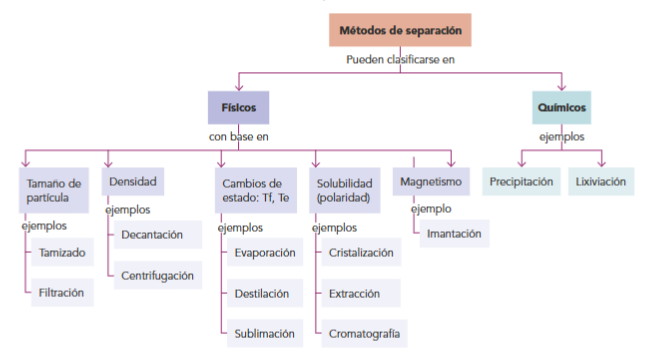 Métodos de separación
Pueden clasificarse en
Físicos
Químicos
con base en
ejemplos
Tamaño de
partícula
Densidad
Cambios de
estado: Tf, Te
Solubilidad
(polaridad)
Magnetismo
Precipitación
Lixiviación
ejemplos
ejemplos
ejemplos
ejemplos
ejemplo
Tamizado
Filtración
Decantación
Centrifugación
Evaporación
Destilación
Sublimación
Cristalización
Extracción
Cromatografía
Imantación